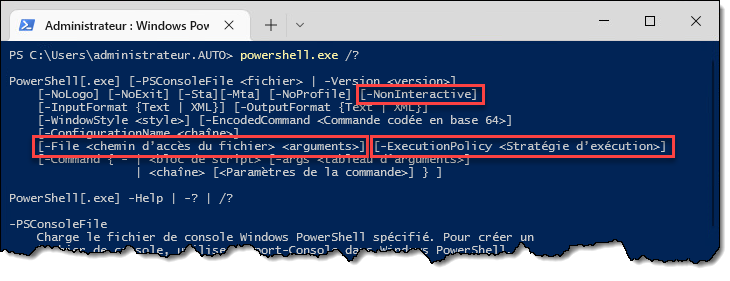 Administrateur : Windows Pow
PS C:\Users\administrateur.AUTO> powershell.exe /?
PowerShell[.exe] [-PSConsoleFile <fichier> | -Version <version>]
[-NoLogo] [-NoExit] [-Sta][-Mta] [-NoProfile] [-NonInteractive]
[-InputFormat {Text | XML}] [-OutputFormat {Text | XML}]
[-WindowStyle <style>] [-EncodedCommand <Commande codée en base 64>]
[-ConfigurationName <chaîne>]
[-File <chemin d’accès du fichier> <arguments>] [-ExecutionPolicy <Stratégie d’exécution>]
[-Command { - | <bloc de script> [-args <tableau d’arguments>]
| <chaîne> [<Paramètres de la commande>] } ]
PowerShell[.exe] -Help | -? | /?
-PSConsoleFile
Charge le fichier de console Windows PowerShell spécifié. Pour créer un
fichier de console, utilisez Export-Console dans Windows PowerShell.